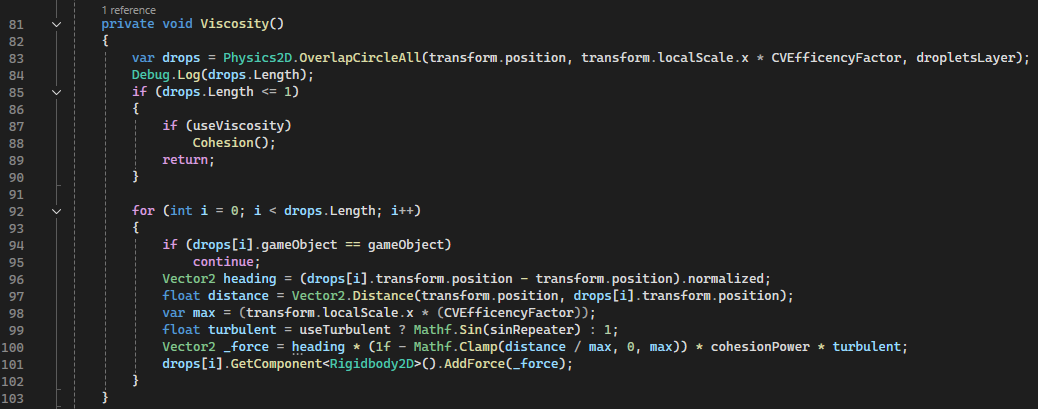 1 reference
81 private void Viscosity()
82 {
83 var drops = Physics2D.OverlapCircleAll(transform.position, transform.localScale.x * CVEfficencyFactor, dropletsLayer);
84 Debug.Log(drops.Length);
85 if (drops.Length <= 1)
86 {
87 if (useViscosity)
88 Cohesion();
89 return;
90 }
91
92 for (int i = 0; i < drops.Length; i++)
93 {
94 if (drops[i].gameObject == gameObject)
95 continue;
96 Vector2 heading = (drops[i].transform.position - transform.position).normalized;
97 float distance = Vector2.Distance(transform.position, drops[i].transform.position);
98 var max = (transform.localScale.x * (CVEfficencyFactor));
99 float turbulent = useTurbulent ? Mathf.Sin(sinRepeater) : 1;
100 Vector2 _force = heading * (1f - Mathf.Clamp(distance / max, 0, max)) * cohesionPower * turbulent;
101 drops[i].GetComponent<Rigidbody2D>().AddForce(_force);
102 }
103 }